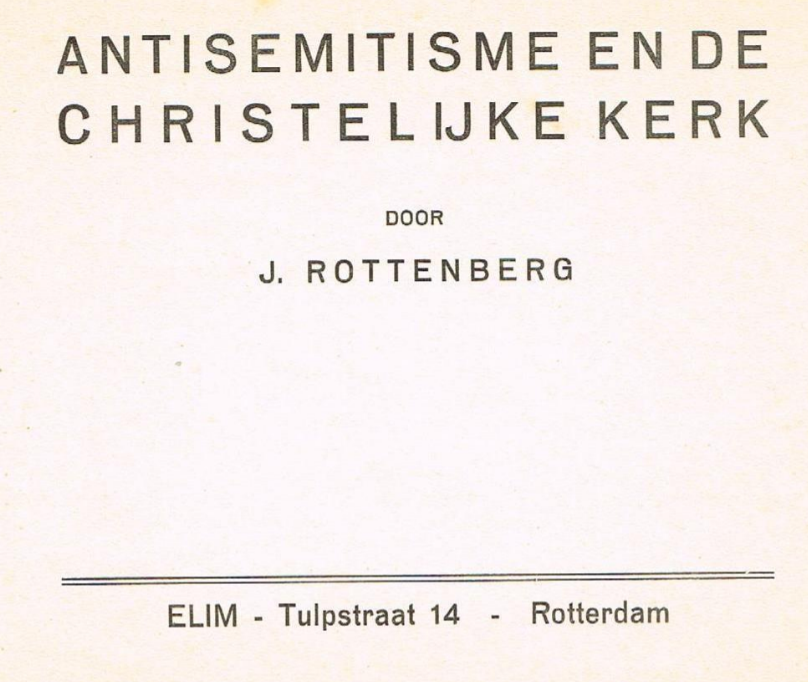 ANTISEMITISME EN DE
CHRISTELIJKE KERK
DOOR
J. ROTTENBERG
ELIM - Tulpstraat 14 - Rotterdam